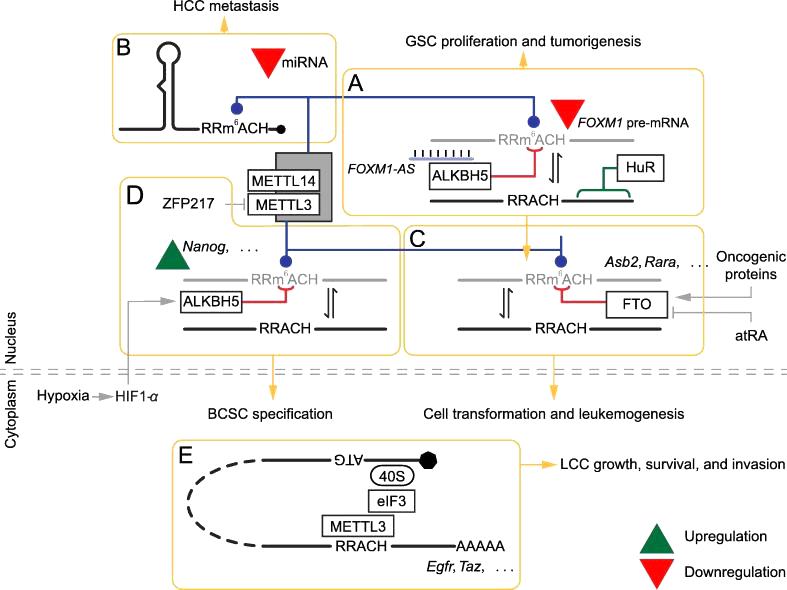 HCC metastasis
B
miRNA
RRm⁶ACH
GSC proliferation and tumorigenesis
A
FOXM1 pre-mRNA
RRm⁶ACH
FOXM1-AS
ALKBH5
HuR
RRACH
METTL14
METTL3
ZFP217
D
Nanog, ...
RRm⁶ACH
ALKBH5
RRACH
C
Asb2, Rara, ...
RRm⁶ACH
FTO
RRACH
Oncogenic
proteins
atRA
Nucleus
Cytoplasm
Hypoxia
HIF1-α
BCSC specification
Cell transformation and leukemogenesis
E
ATG
40S
eIF3
METTL3
RRACH
AAAAA
Egfr, Taz, ...
LCC growth, survival, and invasion
Upregulation
Downregulation